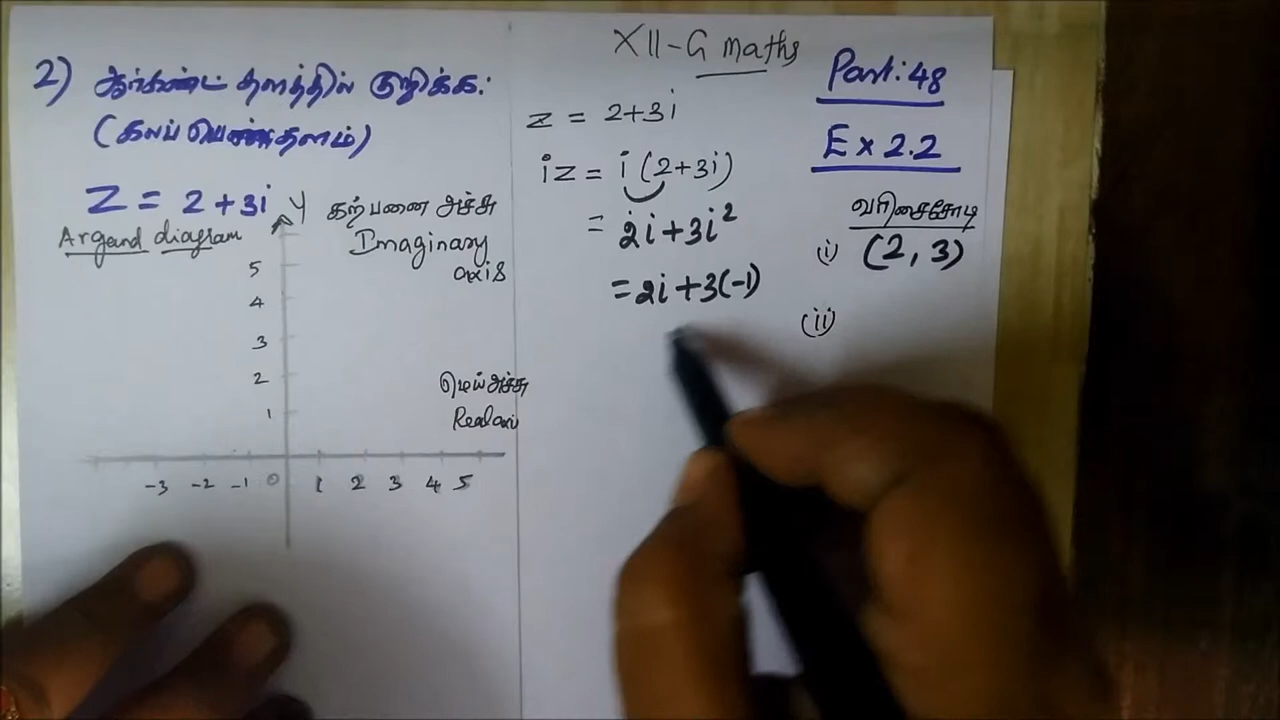 XII-G maths
2) ஆர்கண்ட் தளத்தில் குறிக்க:
(கலப்பெண் தளம்)
Z = 2 + 3i
Argand diagram
y
கற்பனை அச்சு
Imaginary
axis
5
4
3
2
1
மெய் அச்சு
Real axi
-3 -2 -1 0 1 2 3 4 5
z = 2+3i
iz = i (2+3i)
= 2i+3i²
= 2i+3(-1)
Part: 48
Ex 2.2
வரிசைசோடி
(i) (2, 3)
(ii)